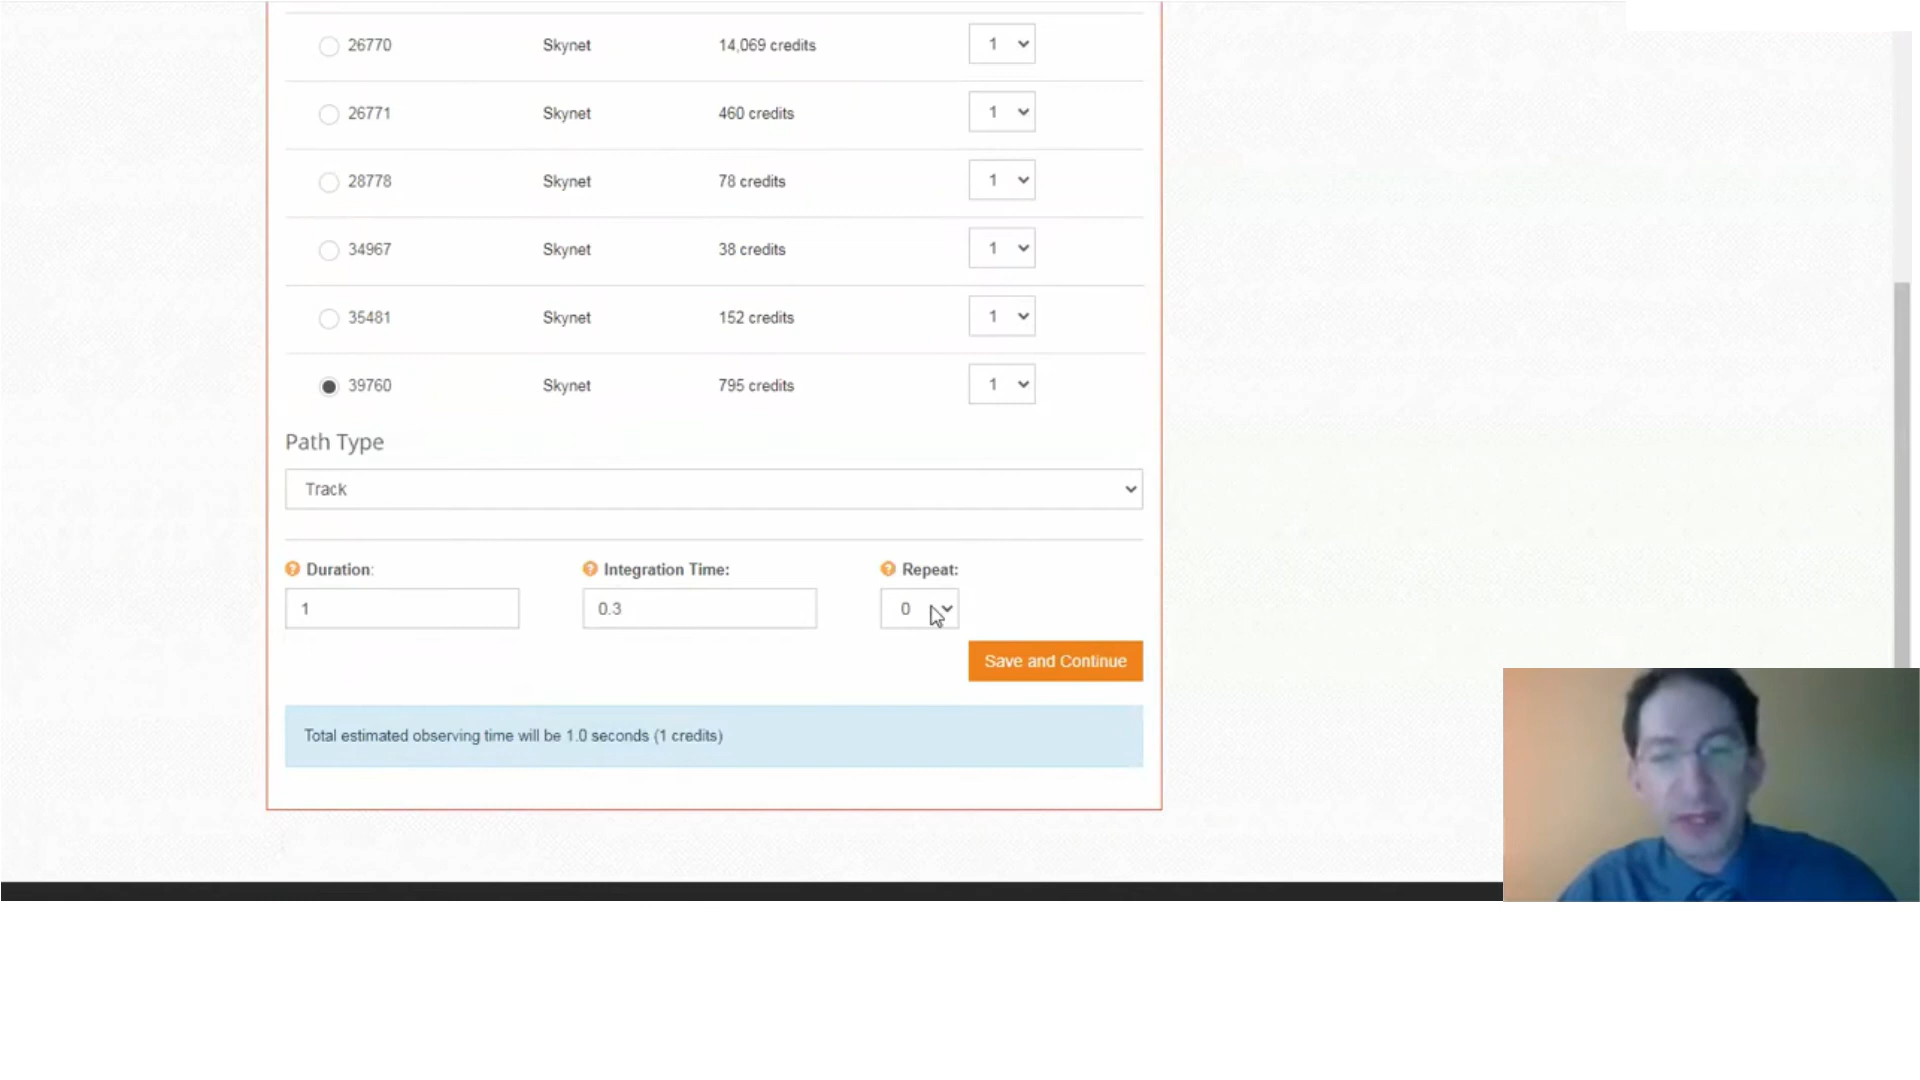 26770 Skynet 14,069 credits 1
26771 Skynet 460 credits 1
28778 Skynet 78 credits 1
34967 Skynet 38 credits 1
35481 Skynet 152 credits 1
39760 Skynet 795 credits 1
Path Type
Track
? Duration: ? Integration Time: ? Repeat:
1 0.3 0
Save and Continue
Total estimated observing time will be 1.0 seconds (1 credits)